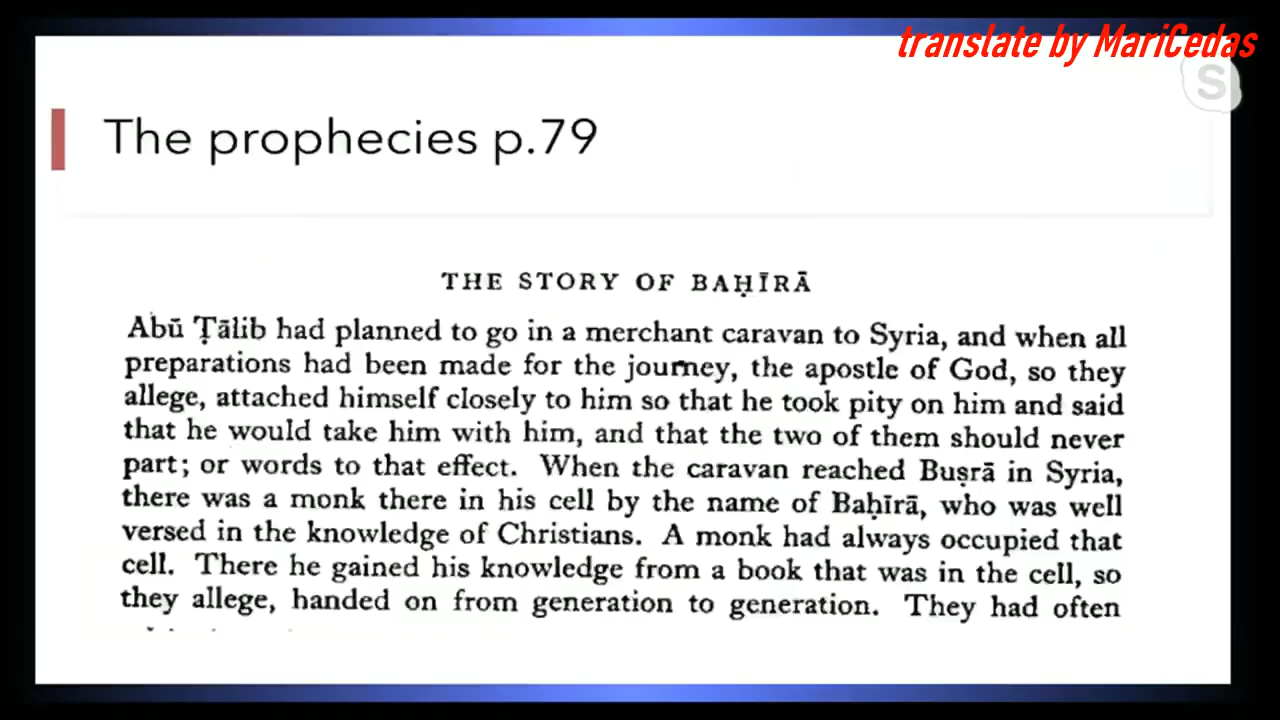 translate by MariCedas
S
The prophecies p.79
THE STORY OF BAḤĪRĀ
Abū Ṭālib had planned to go in a merchant caravan to Syria, and when all
preparations had been made for the journey, the apostle of God, so they
allege, attached himself closely to him so that he took pity on him and said
that he would take him with him, and that the two of them should never
part; or words to that effect. When the caravan reached Buṣrā in Syria,
there was a monk there in his cell by the name of Baḥīrā, who was well
versed in the knowledge of Christians. A monk had always occupied that
cell. There he gained his knowledge from a book that was in the cell, so
they allege, handed on from generation to generation. They had often